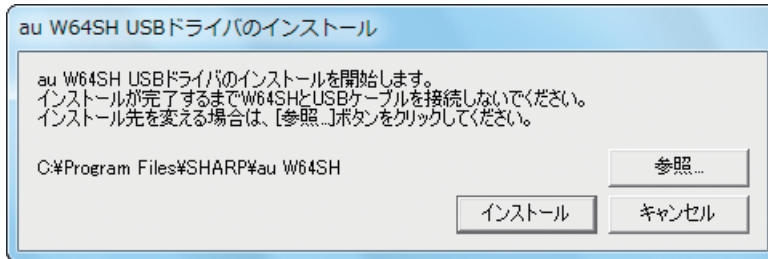 au W64SH USBドライバのインストール
au W64SH USBドライバのインストールを開始します。
インストールが完了するまでW64SHとUSBケーブルを接続しないでください。
インストール先を変える場合は、[参照...]ボタンをクリックしてください。
C:¥Program Files¥SHARP¥au W64SH
参照...
インストール
キャンセル